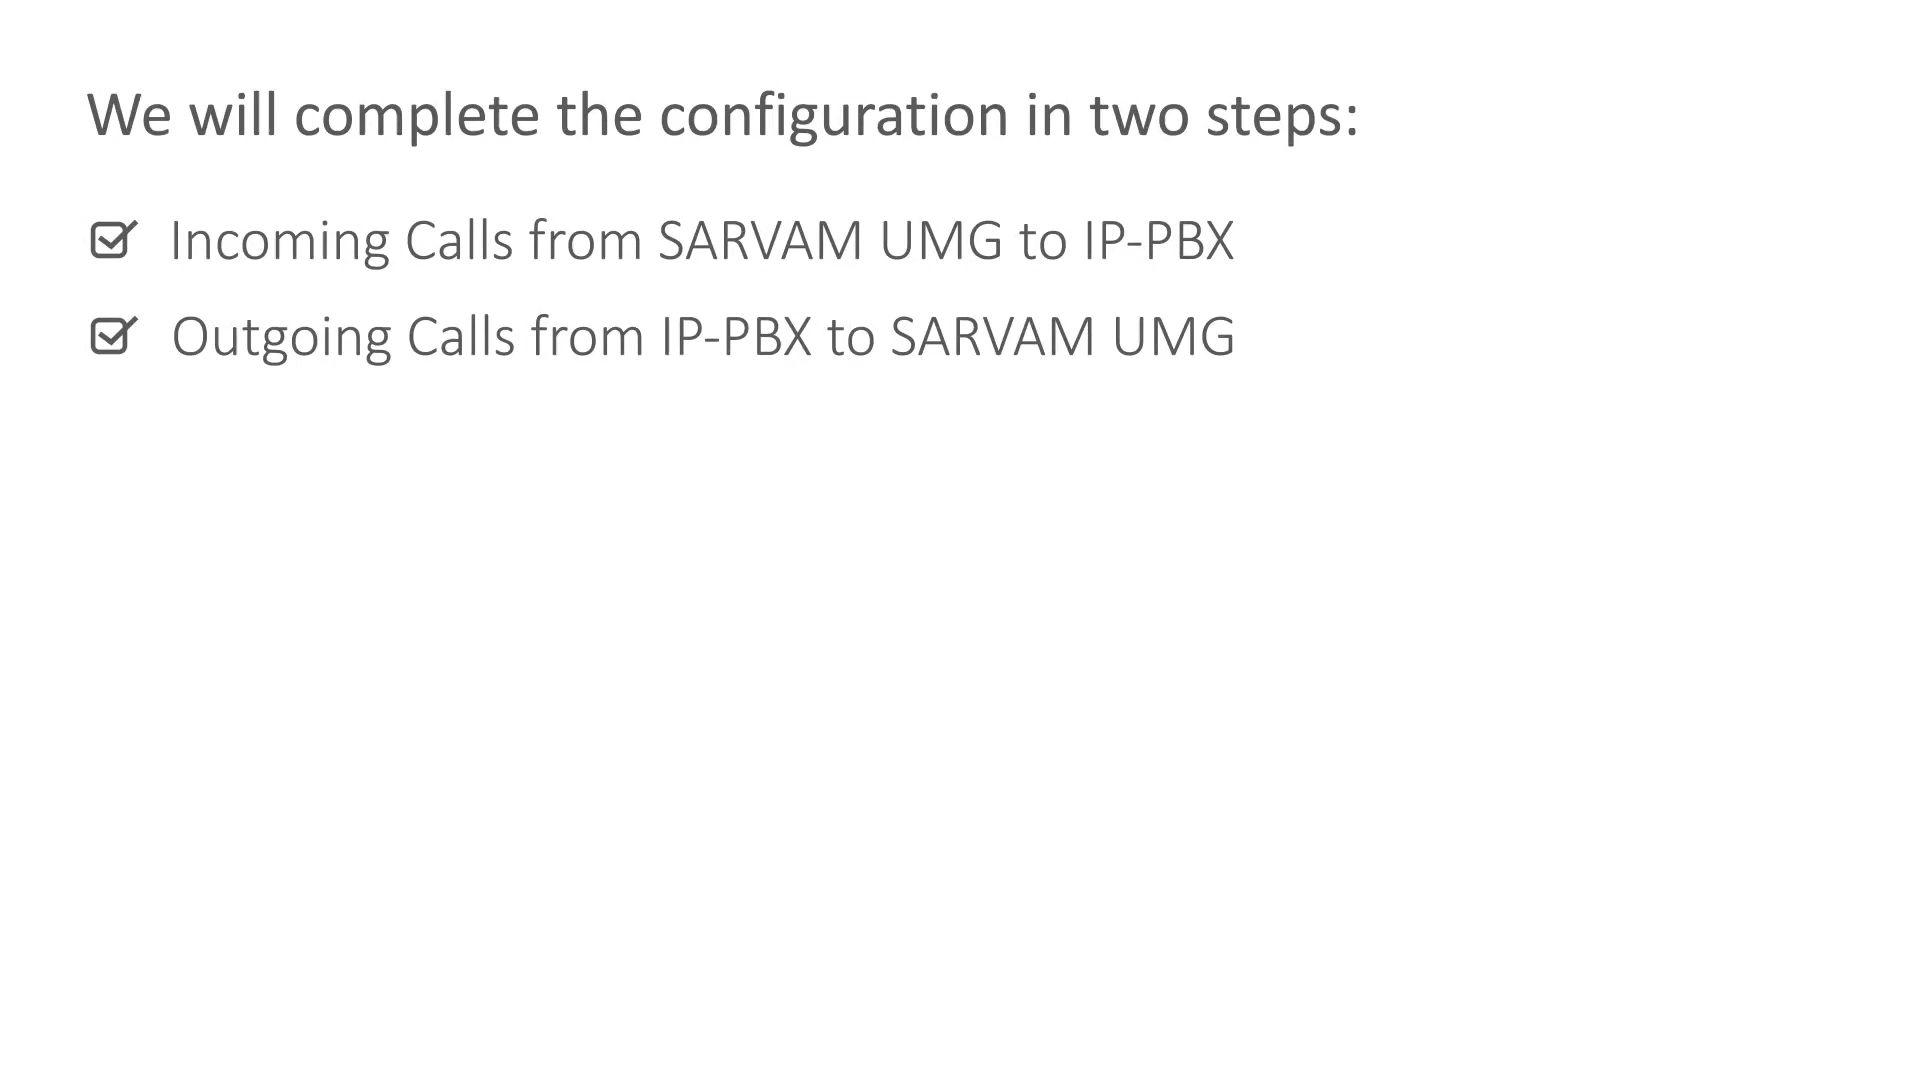 We will complete the configuration in two steps:
Incoming Calls from SARVAM UMG to IP-PBX
Outgoing Calls from IP-PBX to SARVAM UMG